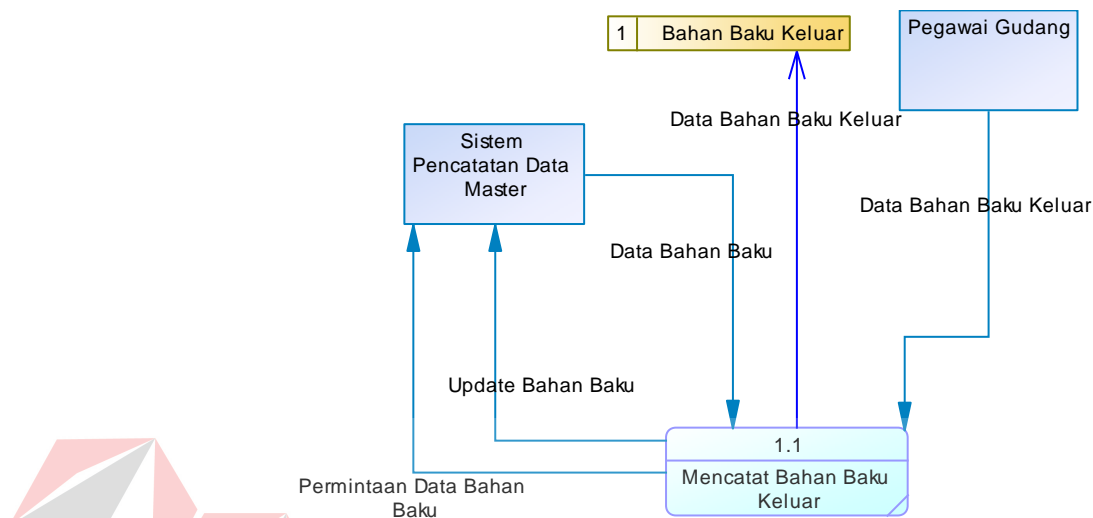 1
Bahan Baku Keluar
Pegawai Gudang
Data Bahan Baku Keluar
Sistem
Pencatatan Data
Master
Data Bahan Baku Keluar
Data Bahan Baku
Update Bahan Baku
1.1
Mencatat Bahan Baku
Keluar
Permintaan Data Bahan
Baku